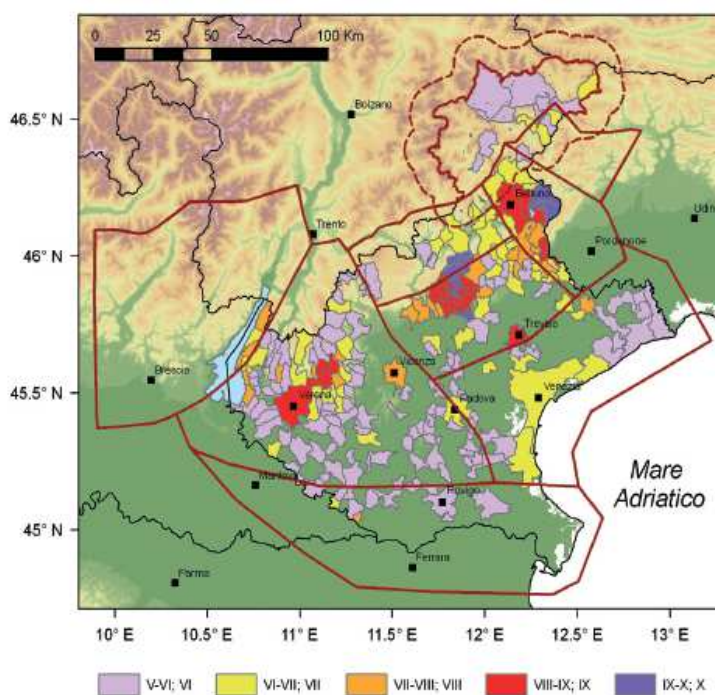 0 25 50 100 Km
Bolzano
46.5° N
Belluno
Udin
Trento
Pordenone
46° N
Treviso
Brescia
Vicenza
Verona
Venezia
45.5° N
Padova
Mare
Adriatico
Mantova
Rovigo
45° N
Ferrara
Parma
10° E 10.5° E 11° E 11.5° E 12° E 12.5° E 13° E
V-VI; VI VI-VII; VII VII-VIII; VIII VIII-IX; IX IX-X; X